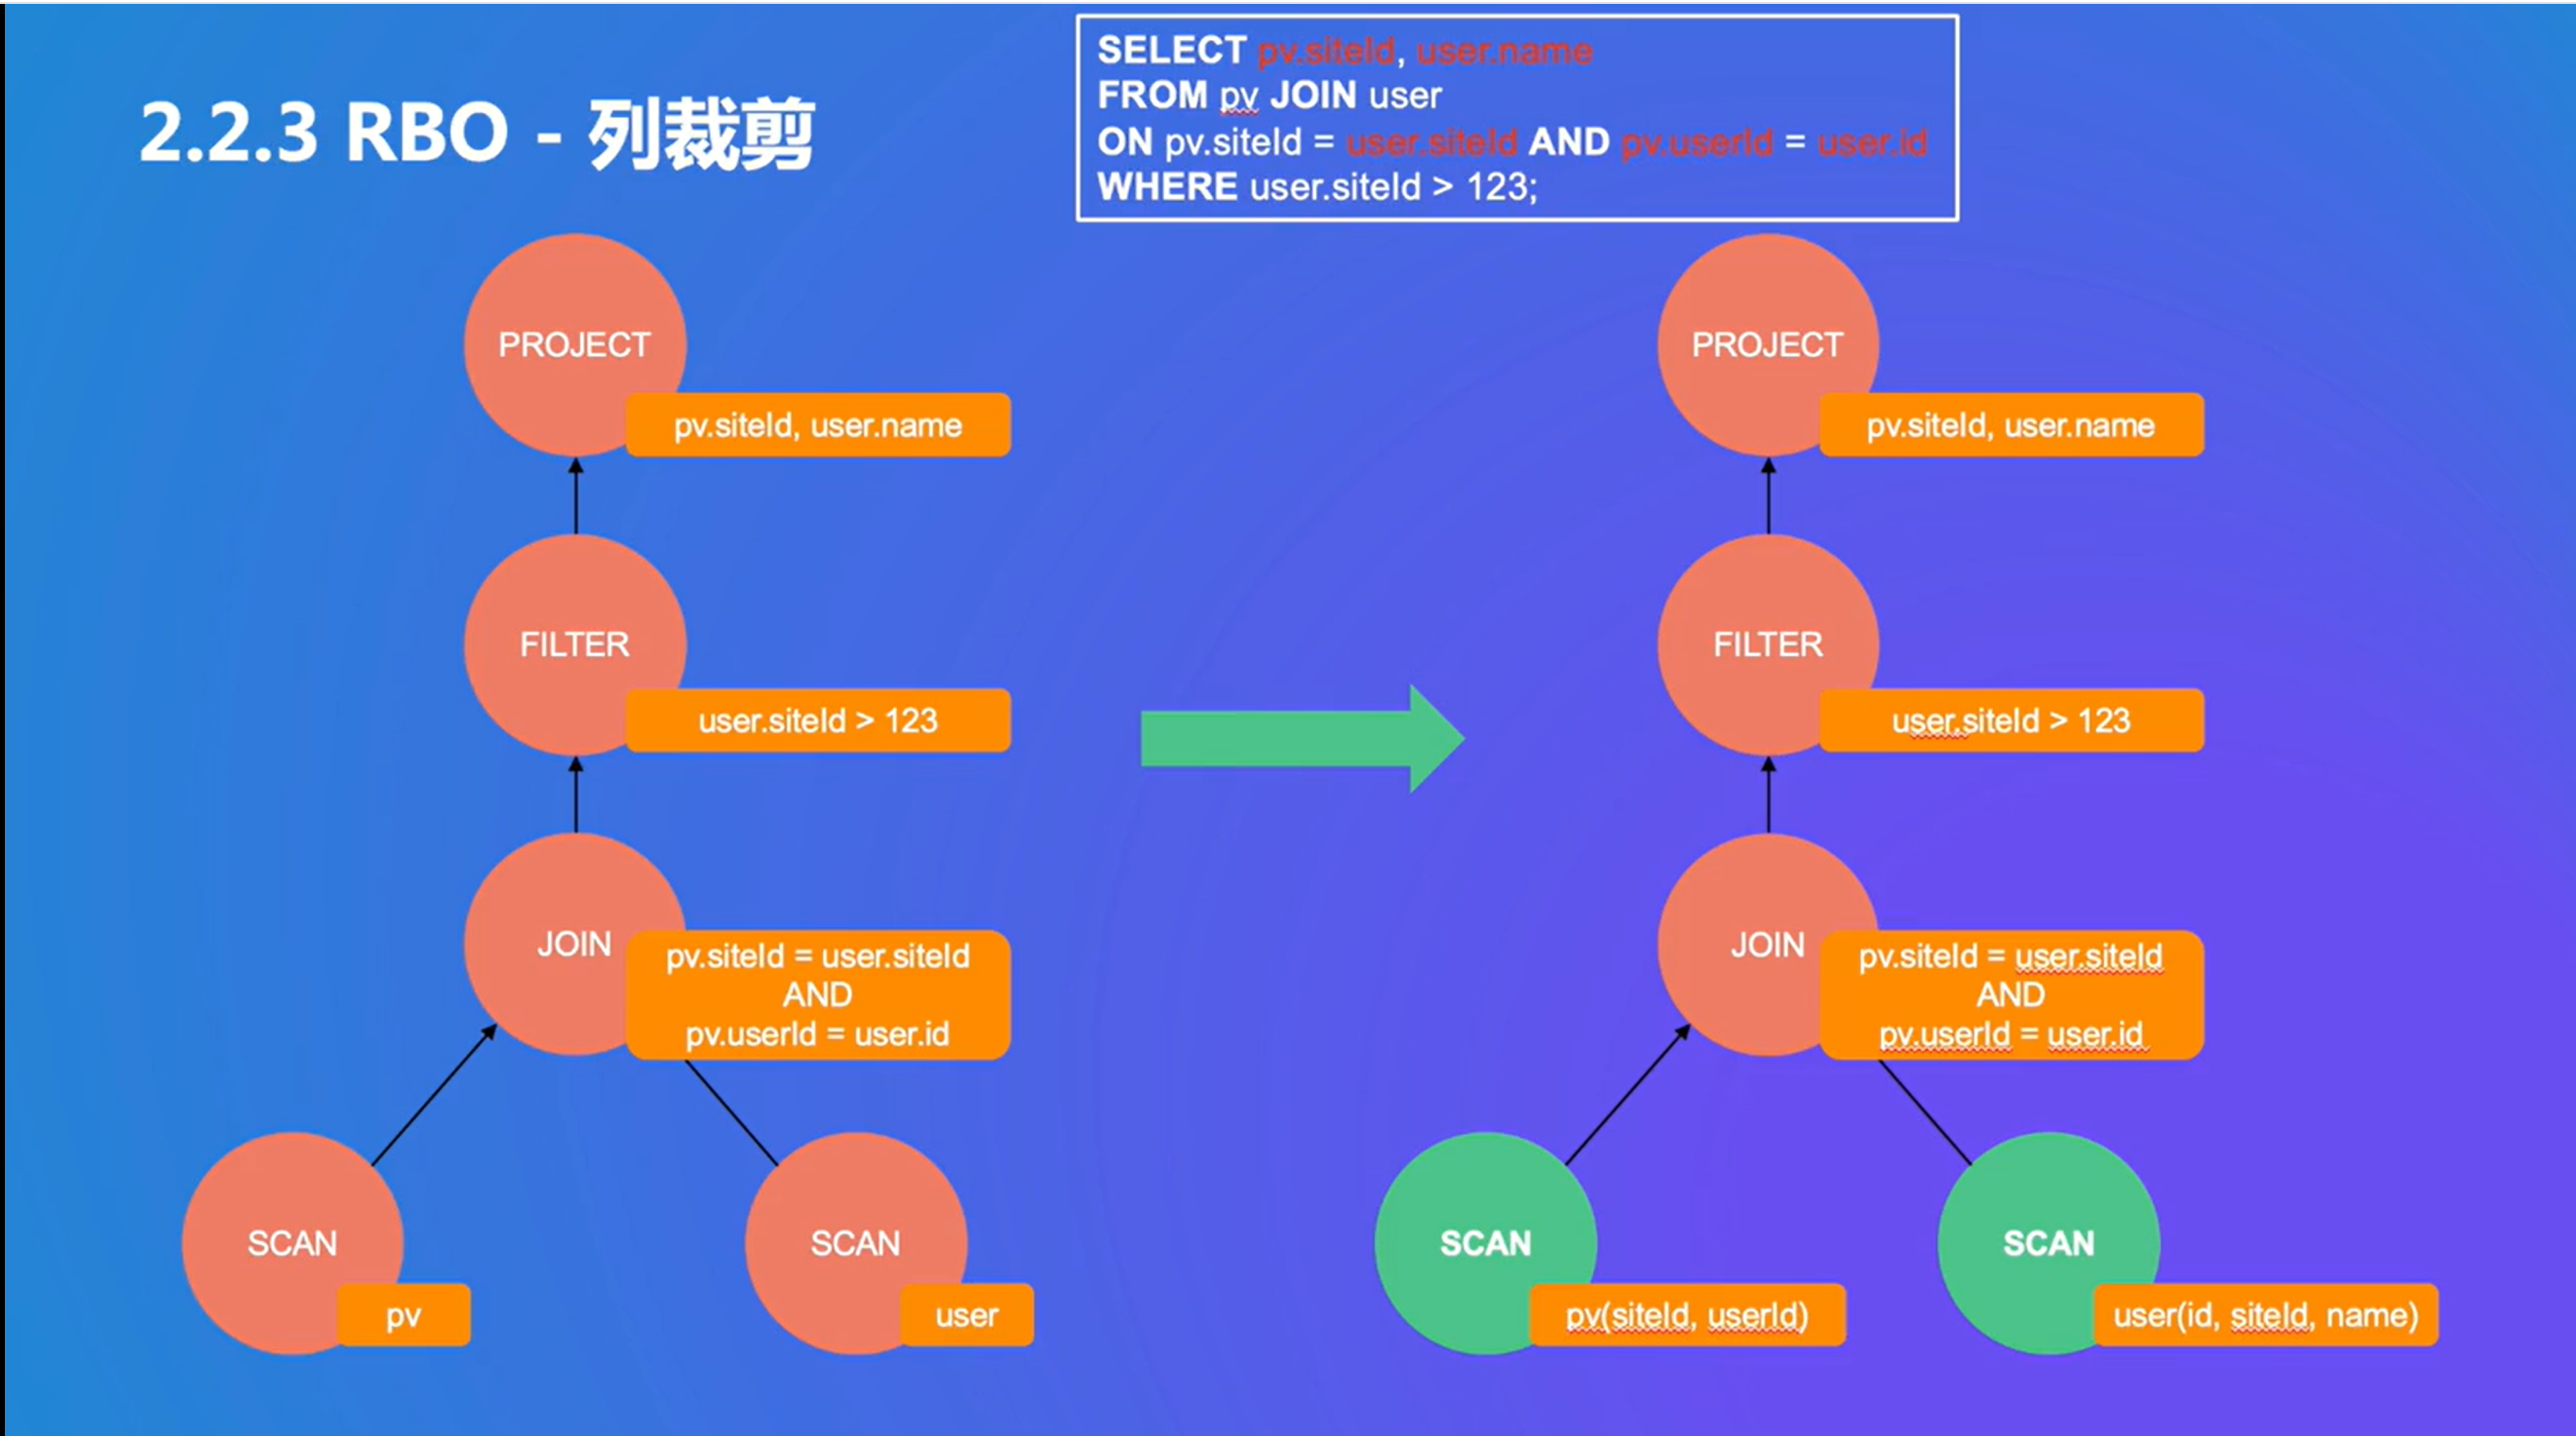 2.2.3 RBO - 列裁剪
SELECT pv.siteId, user.name
FROM pv JOIN user
ON pv.siteId = user.siteId AND pv.userId = user.id
WHERE user.siteId > 123;
PROJECT
pv.siteId, user.name
FILTER
user.siteId > 123
JOIN
pv.siteId = user.siteId
AND
pv.userId = user.id
SCAN
pv
SCAN
user
PROJECT
pv.siteId, user.name
FILTER
user.siteId > 123
JOIN
pv.siteId = user.siteId
AND
pv.userId = user.id
SCAN
pv(siteId, userId)
SCAN
user(id, siteId, name)